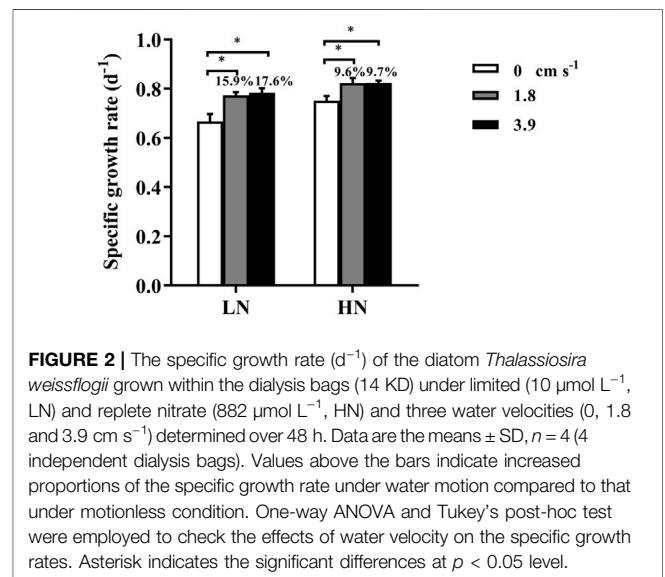 1.0
0.8
0.6
0.4
0.2
0.0
Specific growth rate (d⁻¹)
*
*
15.9% 17.6%
*
*
9.6% 9.7%
LN
HN
0 cm s⁻¹
1.8
3.9
FIGURE 2 | The specific growth rate (d⁻¹) of the diatom Thalassiosira
weissflogii grown within the dialysis bags (14 KD) under limited (10 µmol L⁻¹,
LN) and replete nitrate (882 µmol L⁻¹, HN) and three water velocities (0, 1.8
and 3.9 cm s⁻¹) determined over 48 h. Data are the means ± SD, n = 4 (4
independent dialysis bags). Values above the bars indicate increased
proportions of the specific growth rate under water motion compared to that
under motionless condition. One-way ANOVA and Tukey's post-hoc test
were employed to check the effects of water velocity on the specific growth
rates. Asterisk indicates the significant differences at p < 0.05 level.